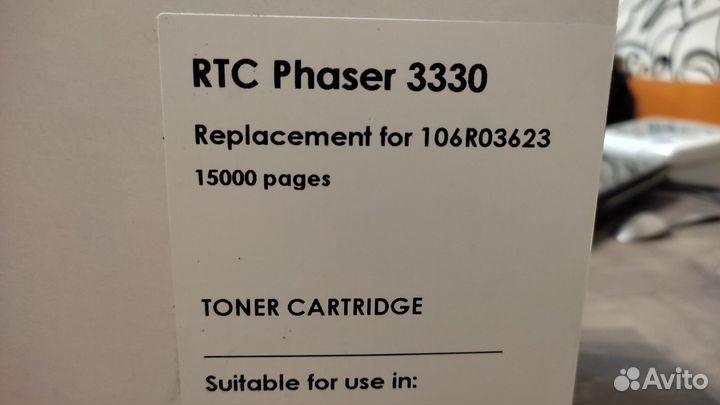 RTC Phaser 3330
Replacement for 106R03623
15000 pages
TONER CARTRIDGE
Suitable for use in:
Avito